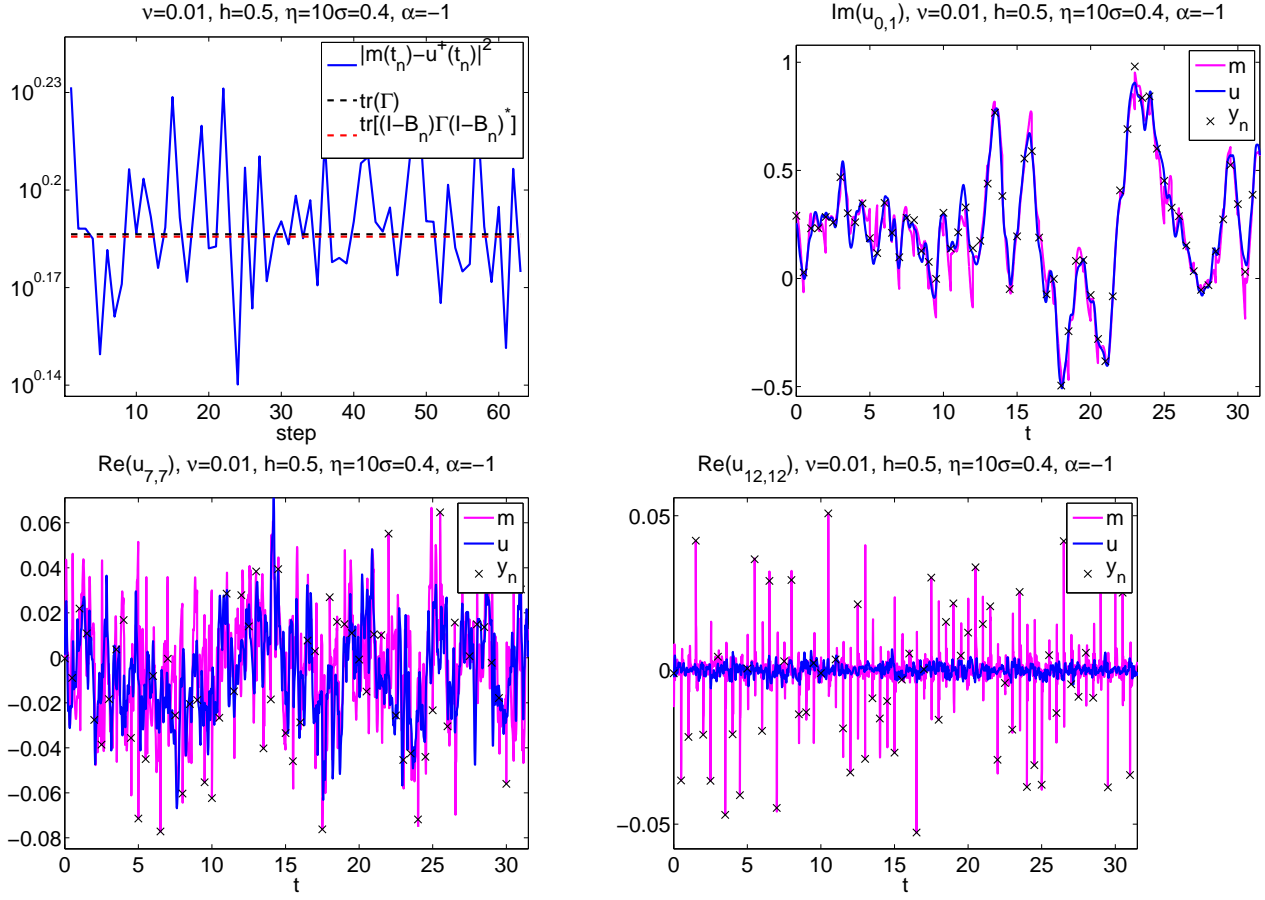 ν=0.01, h=0.5, η=10σ=0.4, α=−1
|m(t_n)−u^+(t_n)|^2
tr(Γ)
tr[(I−B_n)Γ(I−B_n)^*]
10^0.23
10^0.2
10^0.17
10^0.14
10 20 30 40 50 60
step
Im(u_0,1), ν=0.01, h=0.5, η=10σ=0.4, α=−1
m
u
y_n
1
0.5
0
−0.5
0 5 10 15 20 25 30
t
Re(u_7,7), ν=0.01, h=0.5, η=10σ=0.4, α=−1
m
u
y_n
0.06
0.04
0.02
0
−0.02
−0.04
−0.06
−0.08
0 5 10 15 20 25 30
t
Re(u_12,12), ν=0.01, h=0.5, η=10σ=0.4, α=−1
m
u
y_n
0.05
0
−0.05
0 5 10 15 20 25 30
t